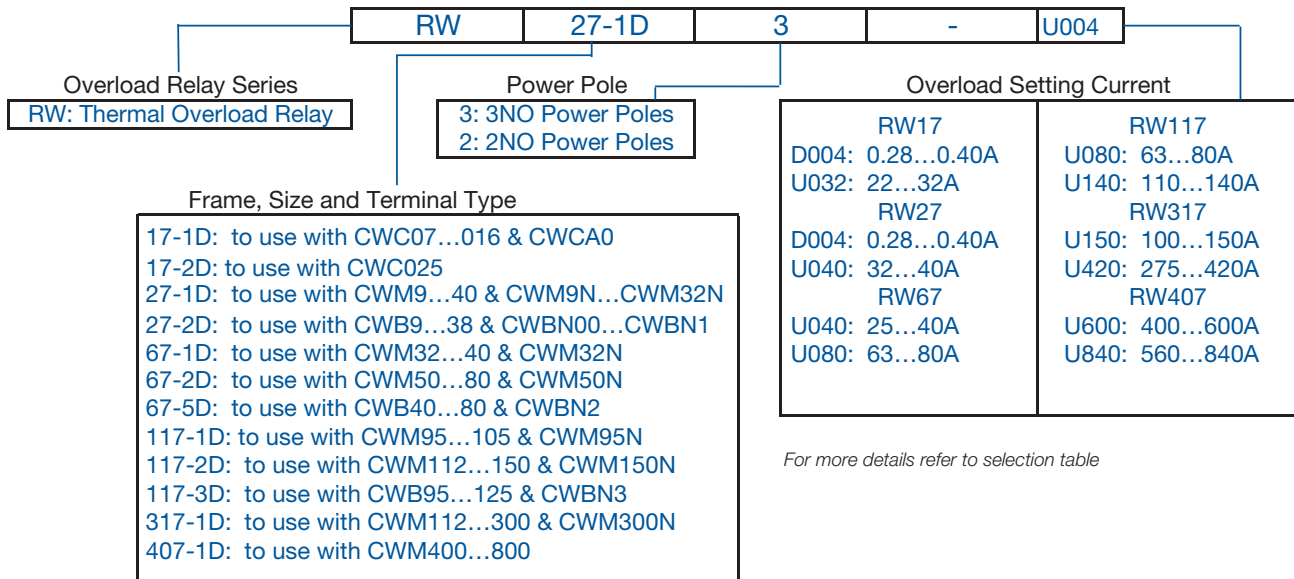 RW 27-1D 3 - U004
Overload Relay Series
RW: Thermal Overload Relay
Power Pole
3: 3NO Power Poles
2: 2NO Power Poles
Frame, Size and Terminal Type
17-1D: to use with CWC07...016 & CWCA0
17-2D: to use with CWC025
27-1D: to use with CWM9...40 & CWM9N...CWM32N
27-2D: to use with CWB9...38 & CWBN00...CWBN1
67-1D: to use with CWM32...40 & CWM32N
67-2D: to use with CWM50...80 & CWM50N
67-5D: to use with CWB40...80 & CWBN2
117-1D: to use with CWM95...105 & CWM95N
117-2D: to use with CWM112...150 & CWM150N
117-3D: to use with CWB95...125 & CWBN3
317-1D: to use with CWM112...300 & CWM300N
407-1D: to use with CWM400...800
Overload Setting Current
RW17
D004: 0.28...0.40A
U032: 22...32A
RW27
D004: 0.28...0.40A
U040: 32...40A
RW67
U040: 25...40A
U080: 63...80A
RW117
U080: 63...80A
U140: 110...140A
RW317
U150: 100...150A
U420: 275...420A
RW407
U600: 400...600A
U840: 560...840A
For more details refer to selection table